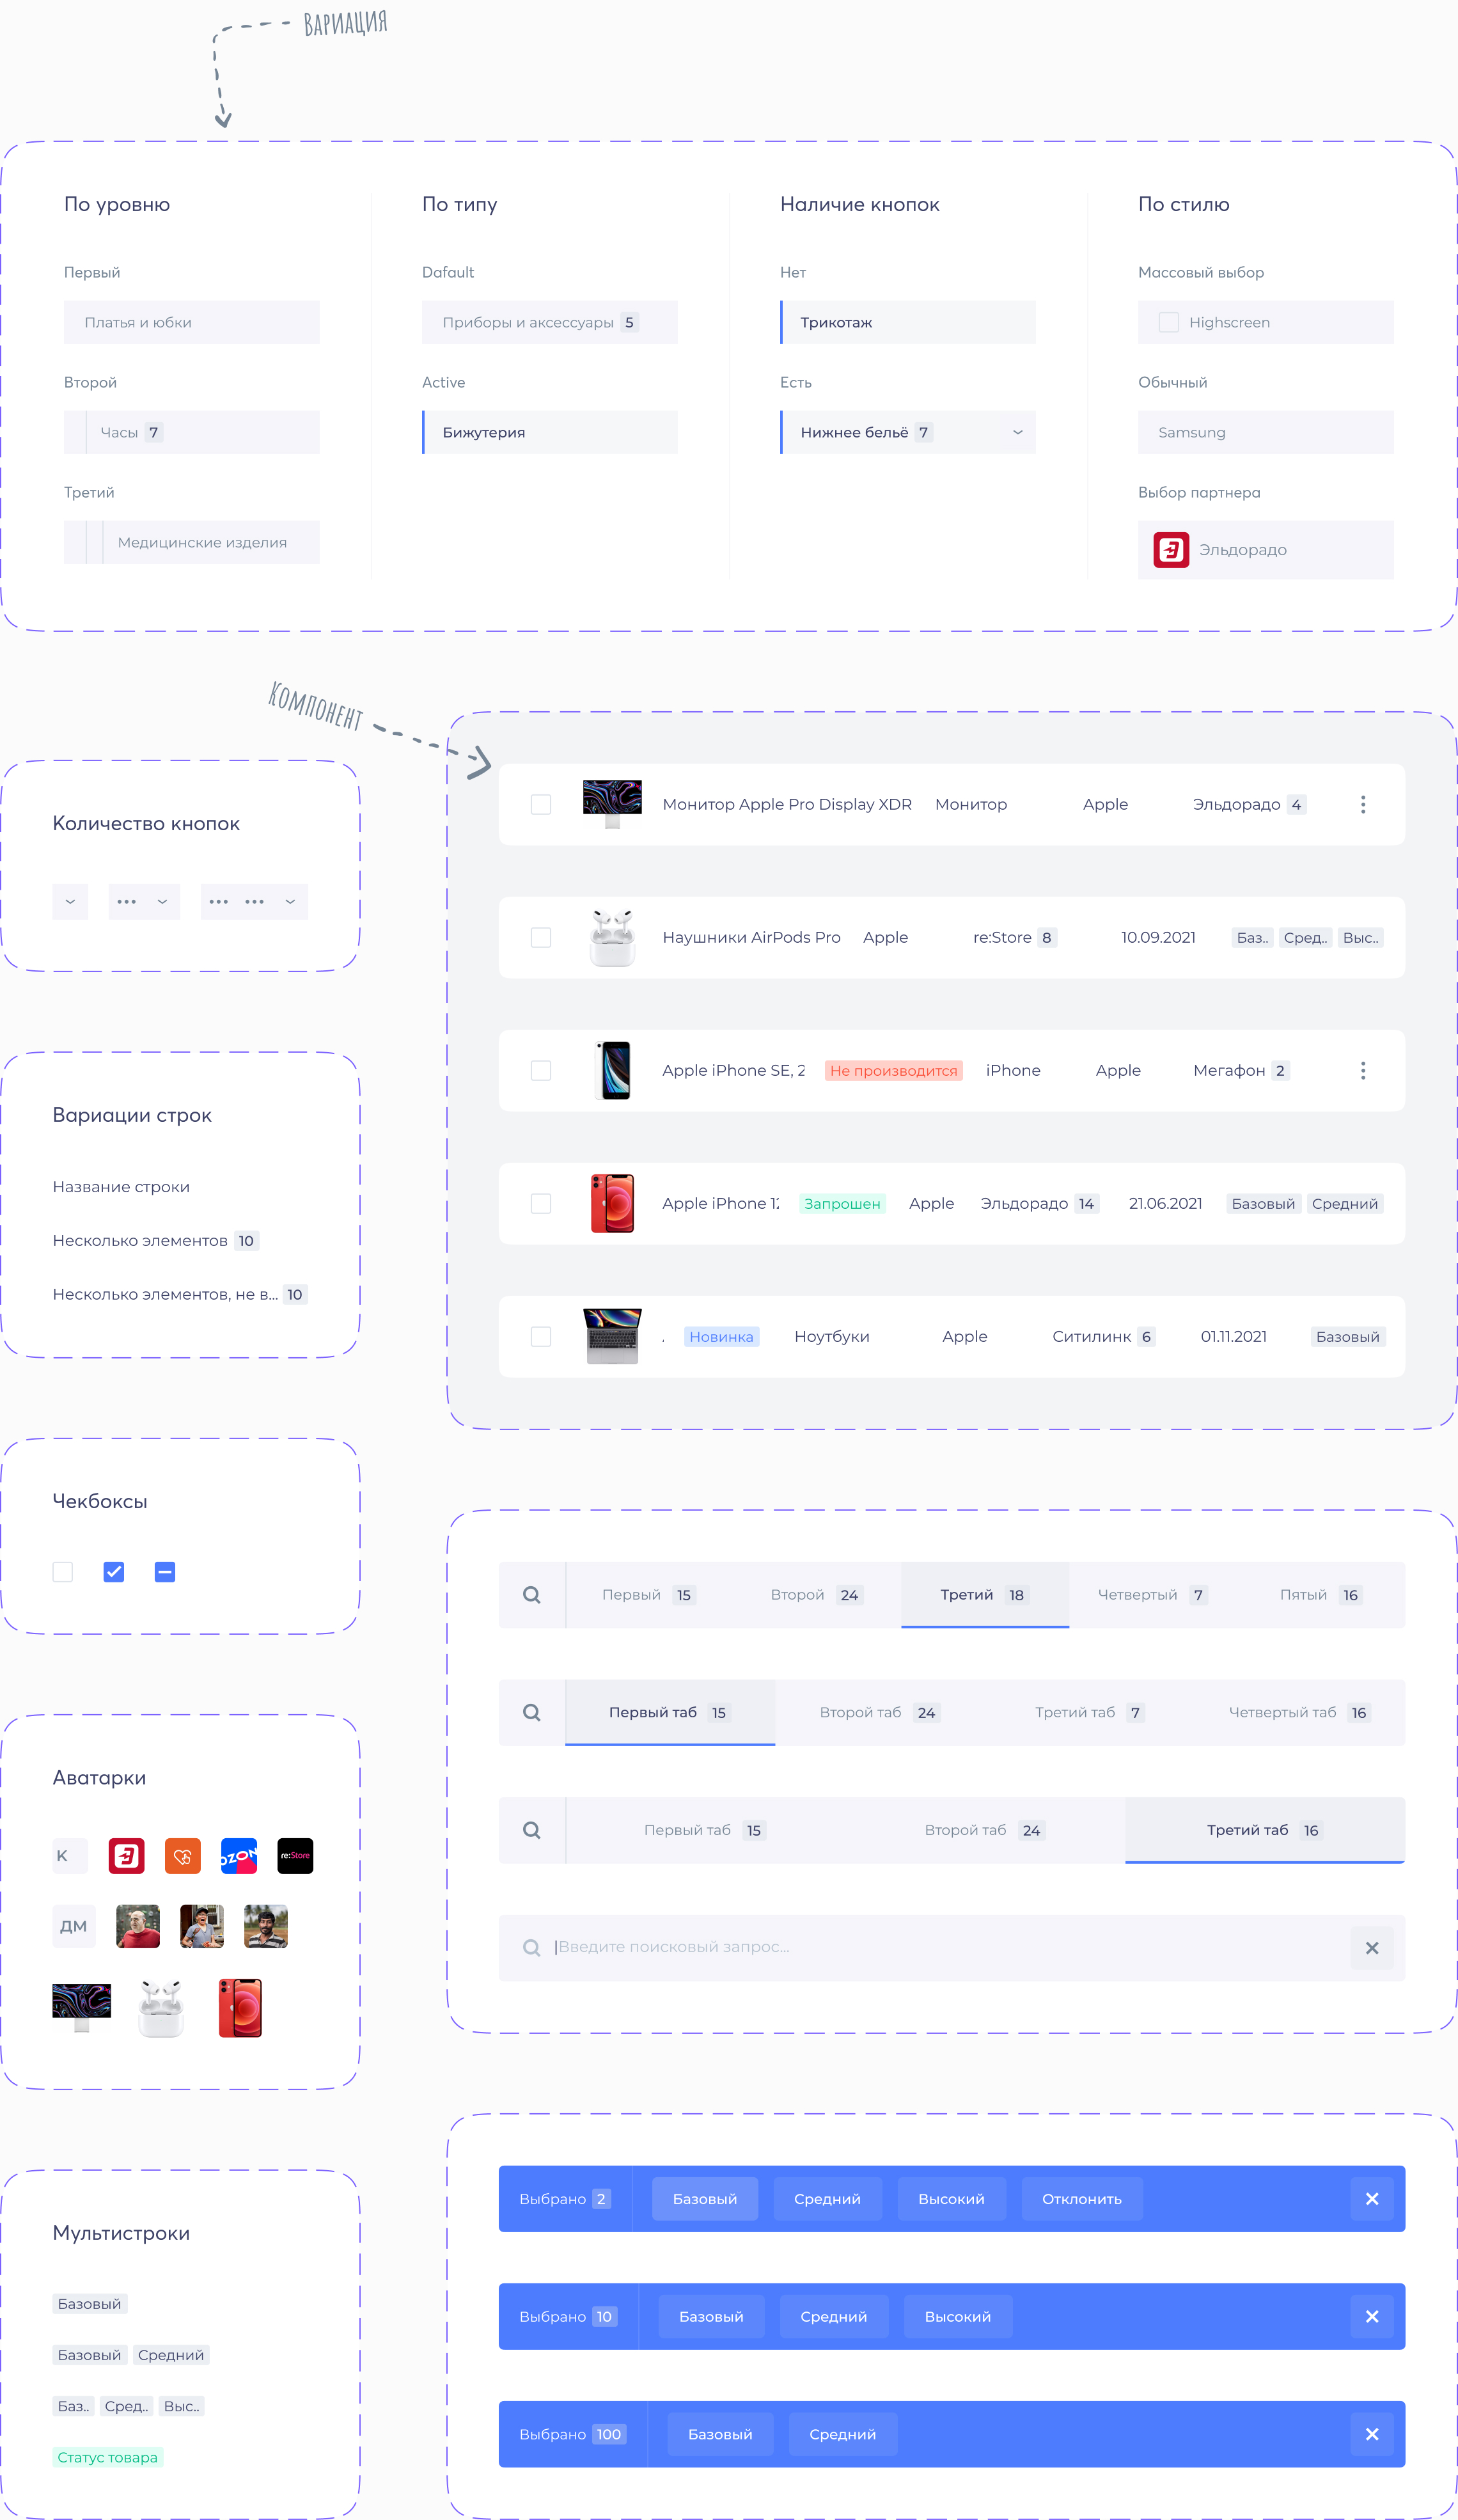 Вариация
По уровню
По типу
Наличие кнопок
По стилю
Первый
Dafault
Нет
Массовый выбор
Платья и юбки
Приборы и аксессуары 5
Трикотаж
Highscreen
Второй
Active
Есть
Обычный
Часы 7
Бижутерия
Нижнее бельё 7
Samsung
Третий
Выбор партнера
Медицинские изделия
Эльдорадо
Компонент
Количество кнопок
Вариации строк
Название строки
Несколько элементов 10
Несколько элементов, не в... 10
Чекбоксы
Аватарки
K
OZON
re:Store
ДМ
Мультистроки
Базовый
Базовый Средний
Баз.. Сред.. Выс..
Статус товара
Монитор Apple Pro Display XDR Монитор Apple Эльдорадо 4
Наушники AirPods Pro Apple re:Store 8 10.09.2021 Баз.. Сред.. Выс..
Apple iPhone SE, 2 Не производится iPhone Apple Мегафон 2
Apple iPhone 12 Запрошен Apple Эльдорадо 14 21.06.2021 Базовый Средний
. Новинка Ноутбуки Apple Ситилинк 6 01.11.2021 Базовый
Первый 15 Второй 24 Третий 18 Четвертый 7 Пятый 16
Первый таб 15 Второй таб 24 Третий таб 7 Четвертый таб 16
Первый таб 15 Второй таб 24 Третий таб 16
Введите поисковый запрос...
Выбрано 2 Базовый Средний Высокий Отклонить
Выбрано 10 Базовый Средний Высокий
Выбрано 100 Базовый Средний